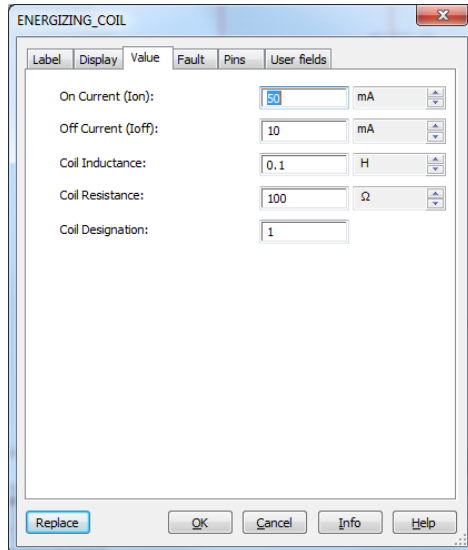 ENERGIZING_COIL
Label Display Value Fault Pins User fields
On Current (Ion): 50 mA
Off Current (Ioff): 10 mA
Coil Inductance: 0.1 H
Coil Resistance: 100 Ω
Coil Designation: 1
Replace OK Cancel Info Help